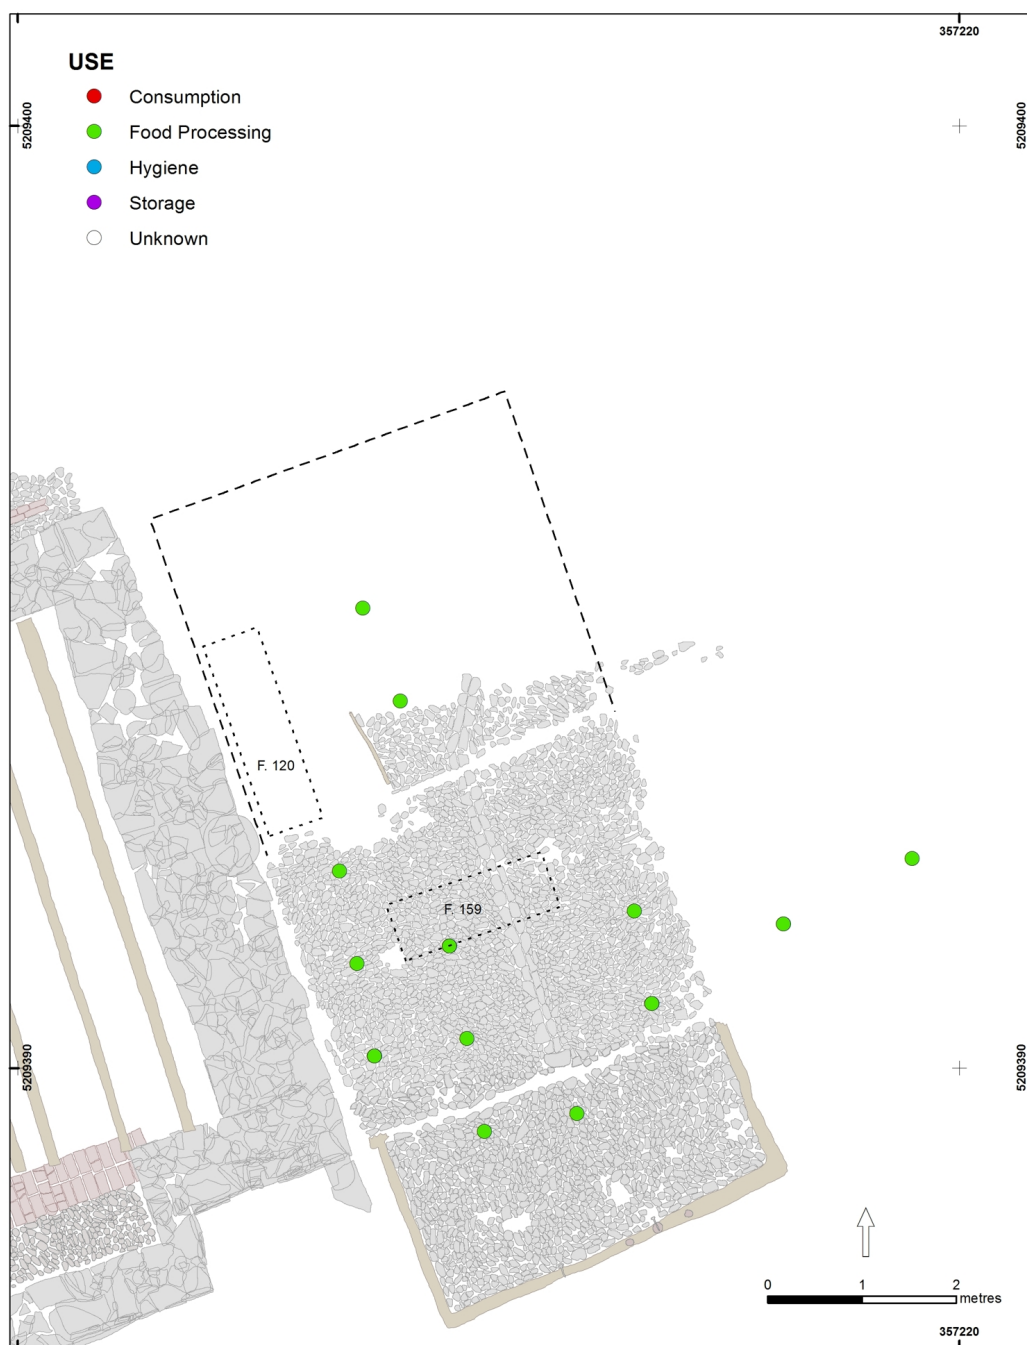 357220
USE
Consumption
Food Processing
Hygiene
Storage
Unknown
5209400
5209400
F. 120
F. 159
5209390
5209390
0 1 2
metres
357220